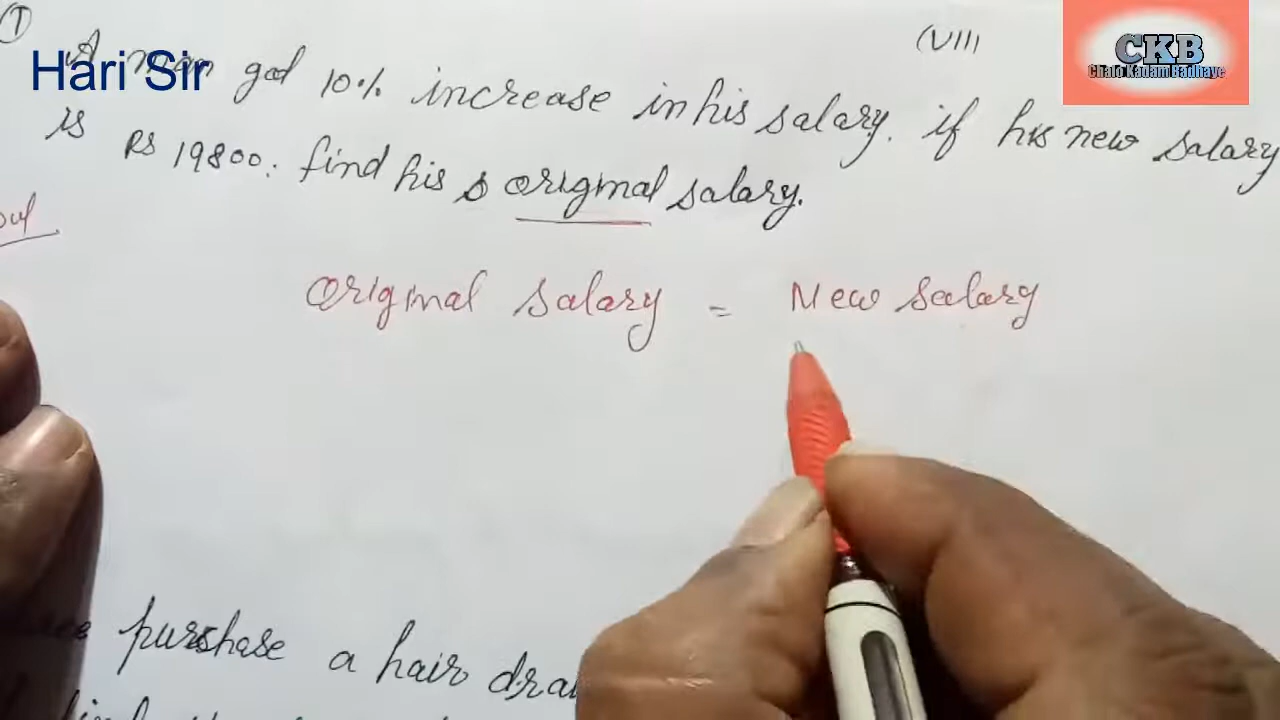 (VIII
CKB
Chalo Kadam Badhaye
Hari Sir
A man got 10% increase in his salary. if his new salary
is Rs 19800. find his s original salary.
Original Salary = New Salary
purchase a hair